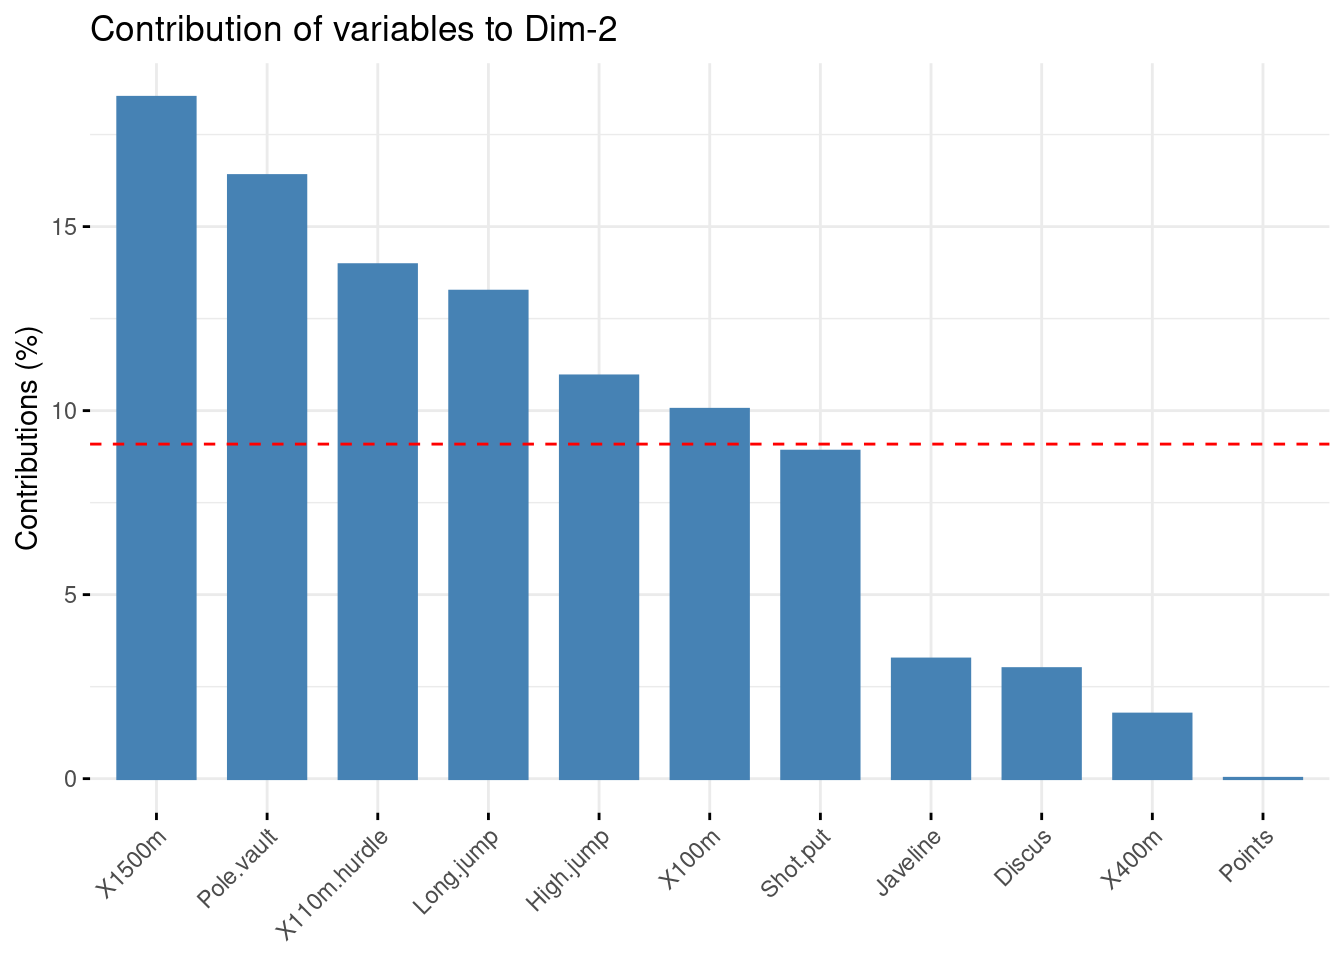 Contribution of variables to Dim-2
Contributions (%)
15
10
5
0
X1500m
Pole.vault
X110m.hurdle
Long.jump
High.jump
X100m
Shot.put
Javeline
Discus
X400m
Points